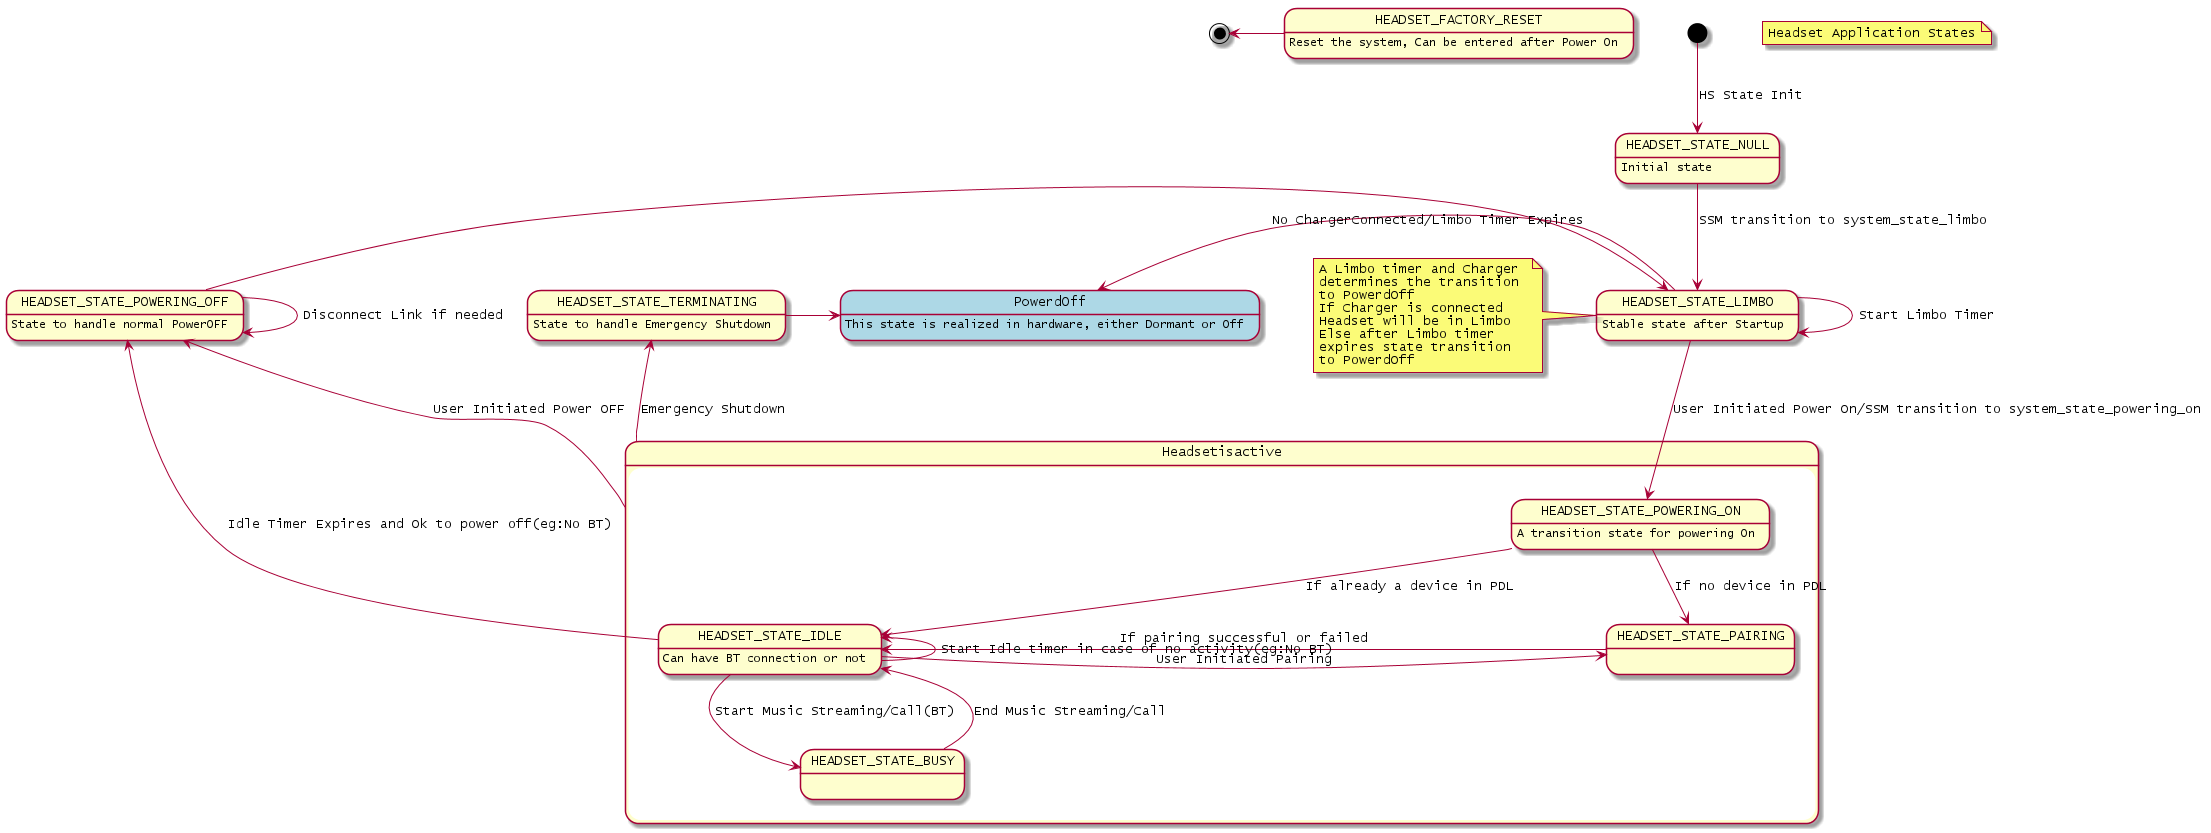 HEADSET_FACTORY_RESET
Reset the system, Can be entered after Power On
Headset Application States
HS State Init
HEADSET_STATE_NULL
Initial state
No ChargerConnected/Limbo Timer Expires
SSM transition to system_state_limbo
HEADSET_STATE_POWERING_OFF
State to handle normal PowerOFF
Disconnect Link if needed
HEADSET_STATE_TERMINATING
State to handle Emergency Shutdown
PowerdOff
This state is realized in hardware, either Dormant or Off
A Limbo timer and Charger
determines the transition
to PowerdOff
If Charger is connected
Headset will be in Limbo
Else after Limbo timer
expires state transition
to PowerdOff
HEADSET_STATE_LIMBO
Stable state after Startup
Start Limbo Timer
User Initiated Power OFF
Emergency Shutdown
User Initiated Power On/SSM transition to system_state_powering_on
Headsetisactive
Idle Timer Expires and Ok to power off(eg:No BT)
HEADSET_STATE_POWERING_ON
A transition state for powering On
If already a device in PDL
If no device in PDL
HEADSET_STATE_IDLE
Can have BT connection or not
If pairing successful or failed
Start Idle timer in case of no activity(eg:No BT)
User Initiated Pairing
HEADSET_STATE_PAIRING
Start Music Streaming/Call(BT)
End Music Streaming/Call
HEADSET_STATE_BUSY